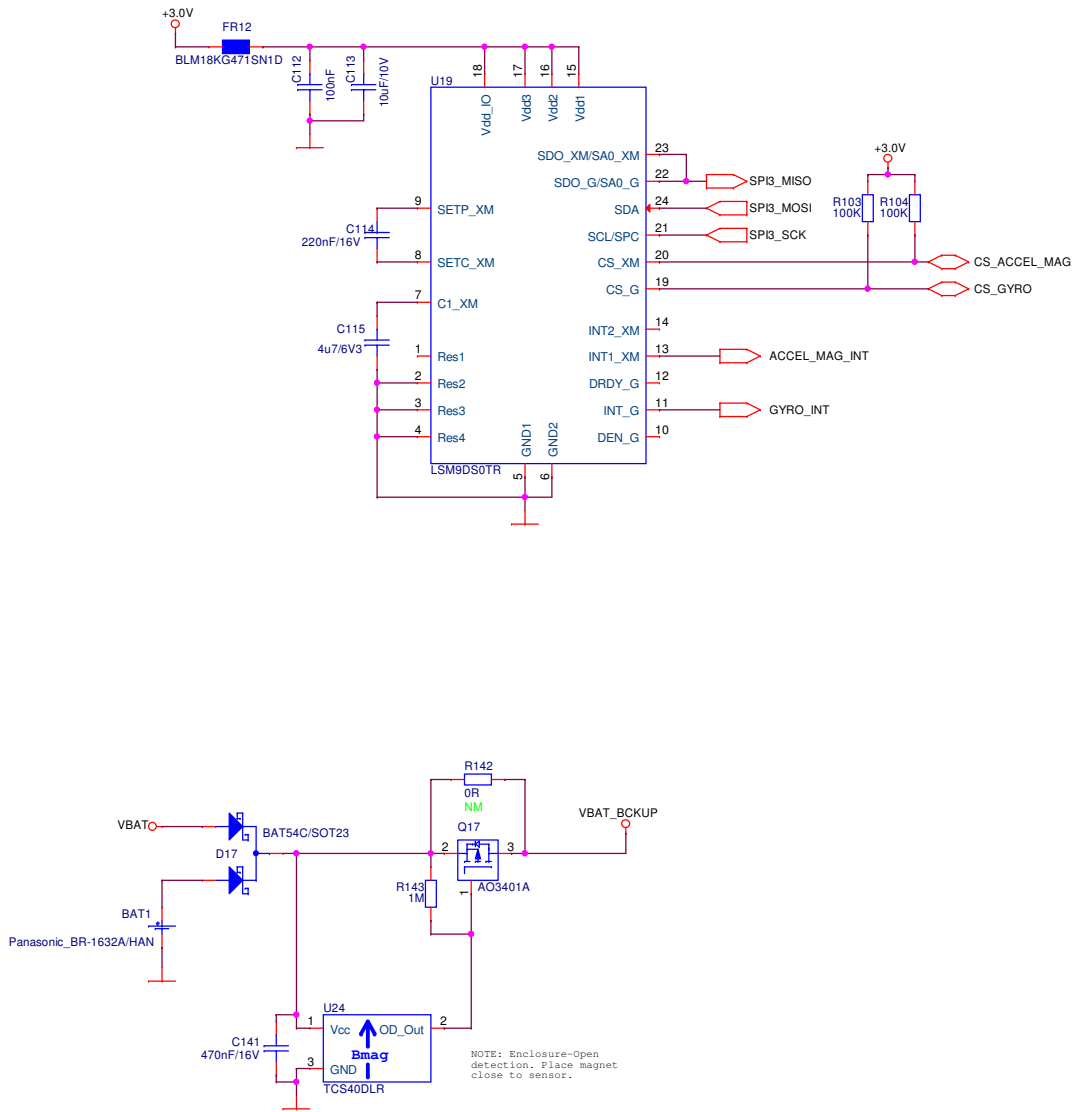 +3.0V
FR12
BLM18KG471SN1D
C112
100nF
C113
10uF/10V
U19
18
17
16
15
Vdd_IO
Vdd3
Vdd2
Vdd1
SDO_XM/SA0_XM
23
SDO_G/SA0_G
22
SPI3_MISO
SDA
24
SPI3_MOSI
SCL/SPC
21
SPI3_SCK
CS_XM
20
CS_ACCEL_MAG
CS_G
19
CS_GYRO
+3.0V
R103
100K
R104
100K
9
SETP_XM
C114
220nF/16V
8
SETC_XM
7
C1_XM
C115
4u7/6V3
1
Res1
2
Res2
3
Res3
4
Res4
INT2_XM
14
INT1_XM
13
ACCEL_MAG_INT
DRDY_G
12
INT_G
11
GYRO_INT
DEN_G
10
GND1
GND2
5
6
LSM9DS0TR
R142
0R
NM
VBAT_BCKUP
VBAT
BAT54C/SOT23
D17
Q17
2
3
1
AO3401A
R143
1M
BAT1
Panasonic_BR-1632A/HAN
C141
470nF/16V
U24
1
Vcc
OD_Out
2
Bmag
3
GND
TCS40DLR
NOTE: Enclosure-Open
detection. Place magnet
close to sensor.